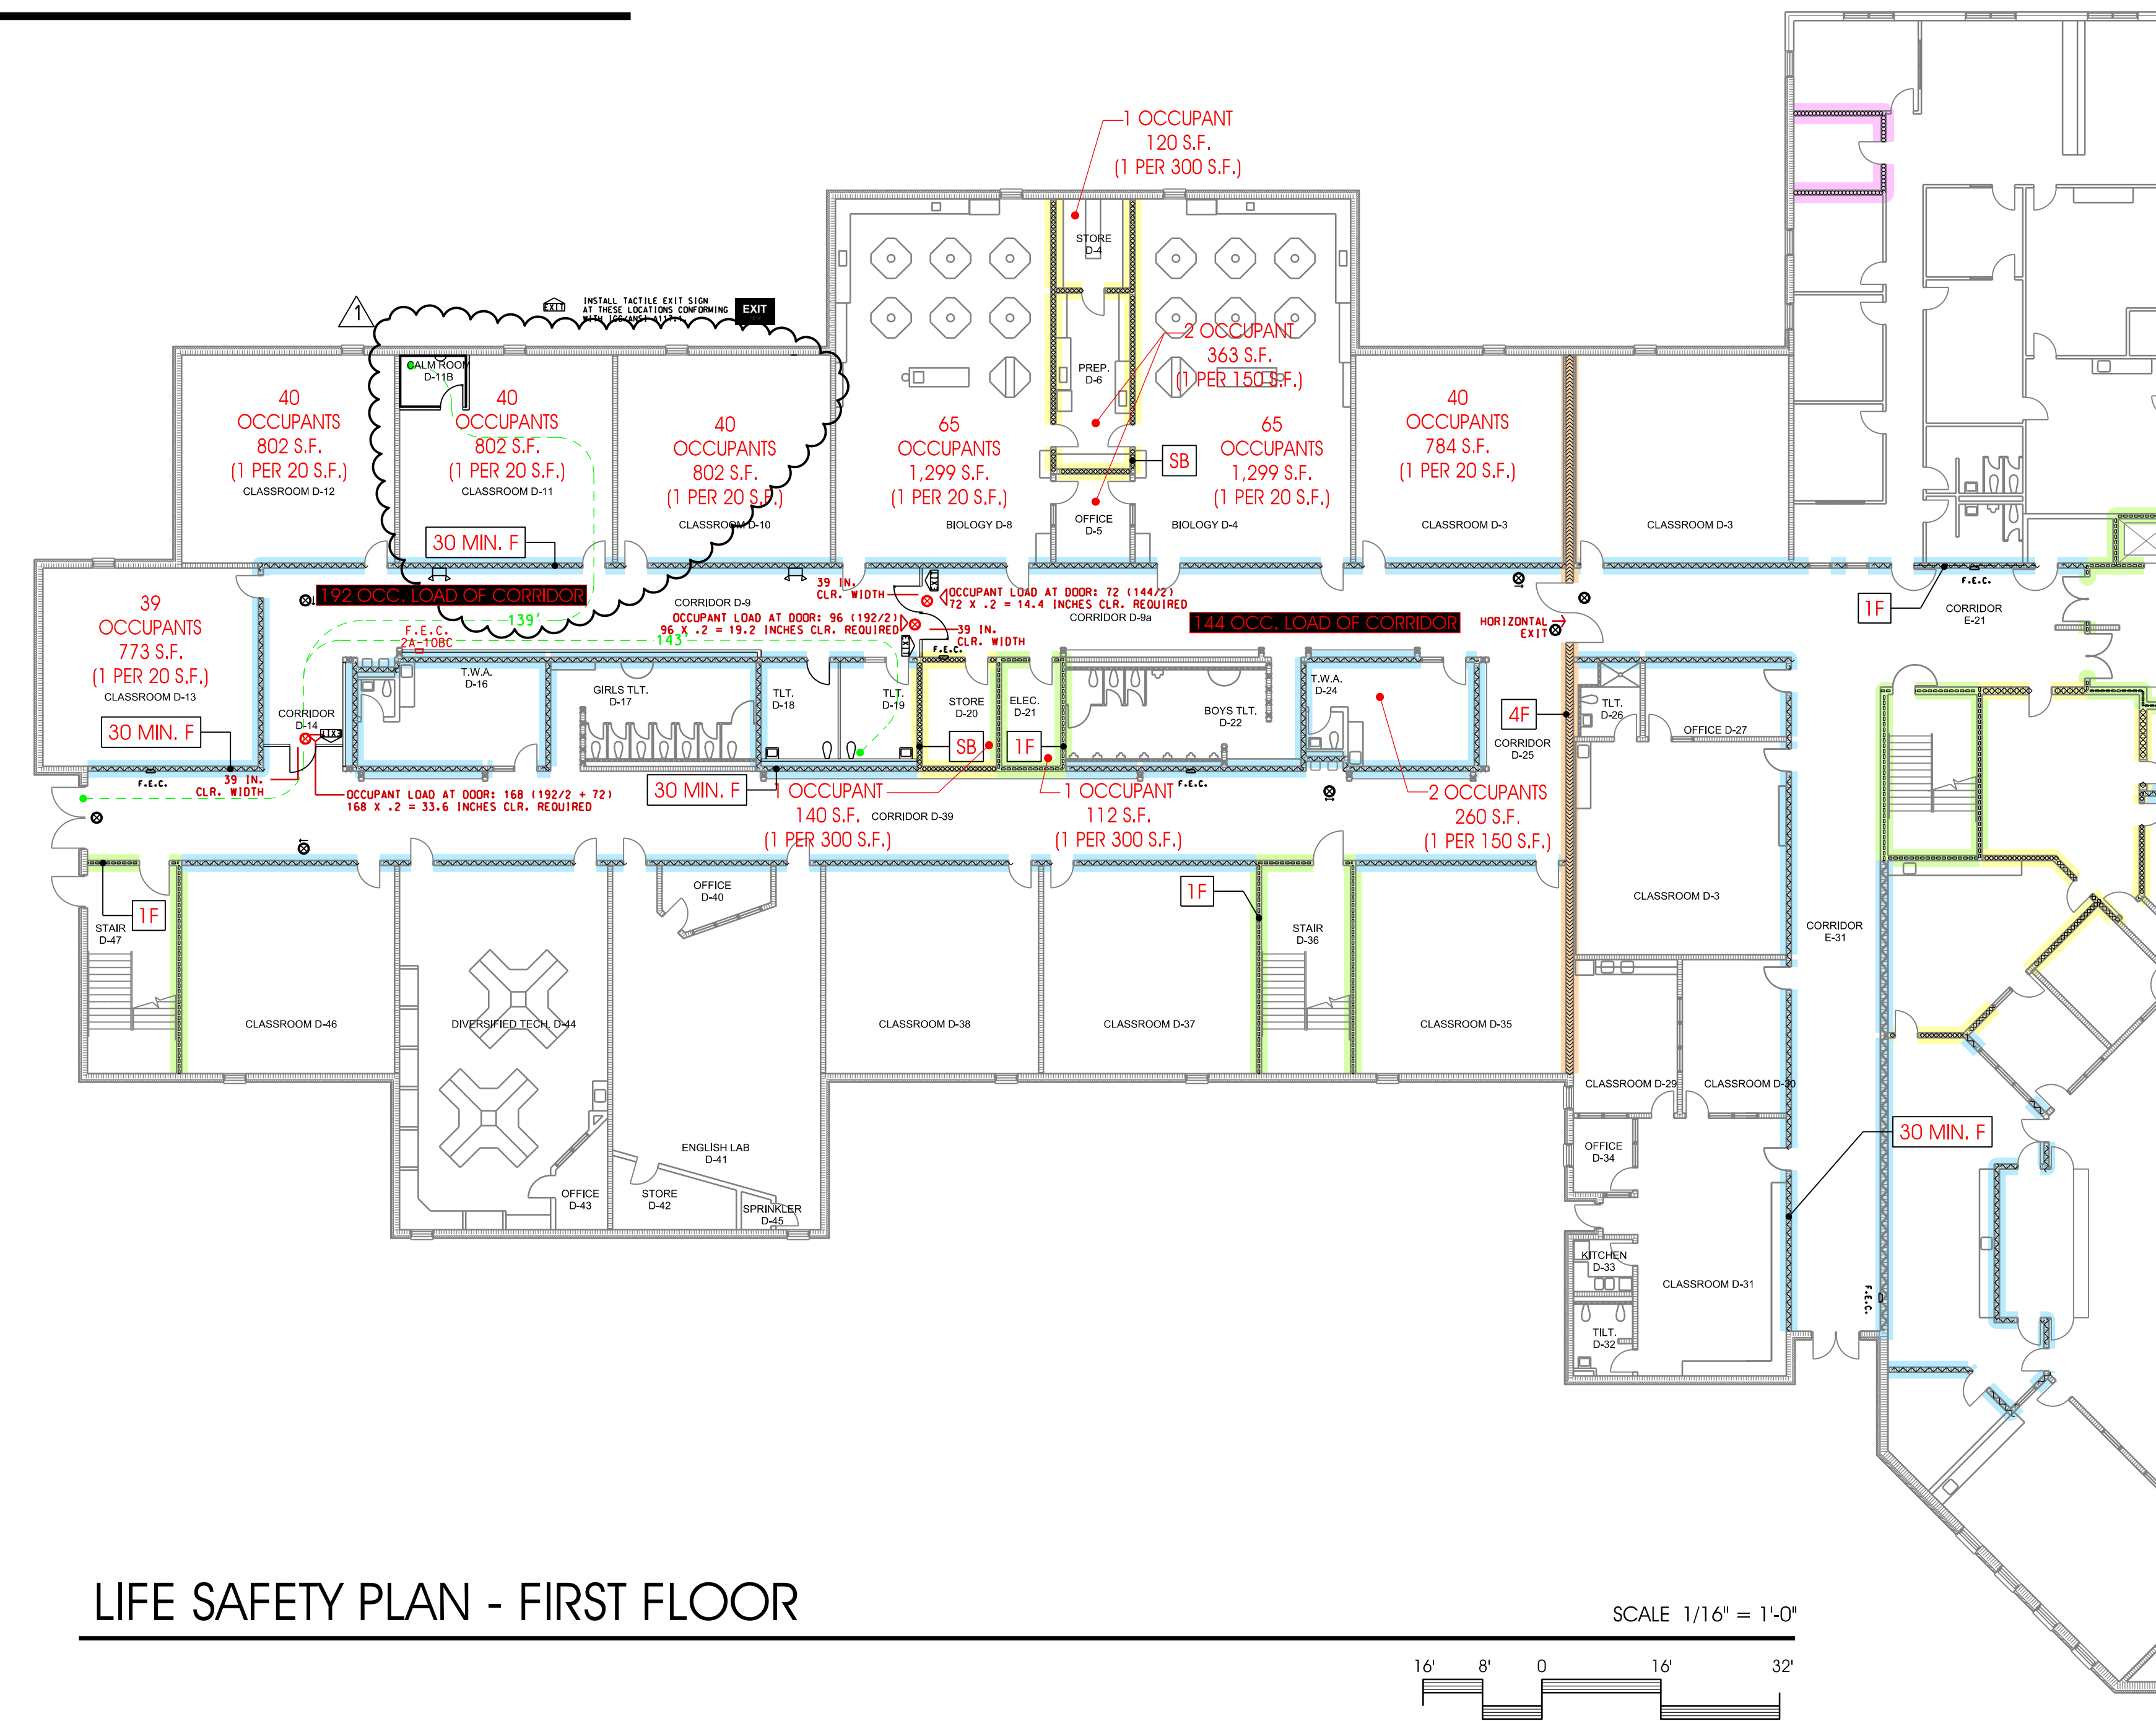 1 OCCUPANT
120 S.F.
(1 PER 300 S.F.)
STORE
D-4
1
EXIT
INSTALL TACTILE EXIT SIGN
AT THESE LOCATIONS CONFORMING
WITH ICC/ANSI A117.1.
EXIT
2 OCCUPANT
363 S.F.
(1 PER 150 S.F.)
PREP.
D-6
CALM ROOM
D-11B
40
OCCUPANTS
802 S.F.
(1 PER 20 S.F.)
CLASSROOM D-12
40
OCCUPANTS
802 S.F.
(1 PER 20 S.F.)
CLASSROOM D-11
40
OCCUPANTS
802 S.F.
(1 PER 20 S.F.)
CLASSROOM D-10
65
OCCUPANTS
1,299 S.F.
(1 PER 20 S.F.)
BIOLOGY D-8
SB
OFFICE
D-5
65
OCCUPANTS
1,299 S.F.
(1 PER 20 S.F.)
BIOLOGY D-4
40
OCCUPANTS
784 S.F.
(1 PER 20 S.F.)
CLASSROOM D-3
CLASSROOM D-3
30 MIN. F
39
OCCUPANTS
773 S.F.
(1 PER 20 S.F.)
CLASSROOM D-13
30 MIN. F
192 OCC. LOAD OF CORRIDOR
139'
143'
F.E.C.
2A-10BC
CORRIDOR D-9
39 IN.
CLR. WIDTH
EXIT
OCCUPANT LOAD AT DOOR: 72 (144/2)
72 X .2 = 14.4 INCHES CLR. REQUIRED
OCCUPANT LOAD AT DOOR: 96 (192/2)
96 X .2 = 19.2 INCHES CLR. REQUIRED
EXIT
39 IN.
CLR. WIDTH
F.E.C.
CORRIDOR D-9a
144 OCC. LOAD OF CORRIDOR
HORIZONTAL
EXIT
F.E.C.
1F
CORRIDOR
E-21
CORRIDOR
D-14
EXIT
T.W.A.
D-16
GIRLS TLT.
D-17
TLT.
D-18
TLT.
D-19
STORE
D-20
ELEC.
D-21
SB
1F
BOYS TLT.
D-22
T.W.A.
D-24
4F
CORRIDOR
D-25
TLT.
D-26
OFFICE D-27
F.E.C.
39 IN.
CLR. WIDTH
OCCUPANT LOAD AT DOOR: 168 (192/2 + 72)
168 X .2 = 33.6 INCHES CLR. REQUIRED
30 MIN. F
1 OCCUPANT
140 S.F.
(1 PER 300 S.F.)
CORRIDOR D-39
1 OCCUPANT
112 S.F.
(1 PER 300 S.F.)
F.E.C.
2 OCCUPANTS
260 S.F.
(1 PER 150 S.F.)
1F
STAIR
D-47
OFFICE
D-40
1F
STAIR
D-36
CLASSROOM D-3
CORRIDOR
E-31
CLASSROOM D-46
DIVERSIFIED TECH. D-44
CLASSROOM D-38
CLASSROOM D-37
CLASSROOM D-35
CLASSROOM D-29
CLASSROOM D-30
ENGLISH LAB
D-41
OFFICE
D-34
30 MIN. F
OFFICE
D-43
STORE
D-42
SPRINKLER
D-45
KITCHEN
D-33
CLASSROOM D-31
F.E.C.
TILT.
D-32
LIFE SAFETY PLAN - FIRST FLOOR
SCALE 1/16" = 1'-0"
16' 8' 0 16' 32'